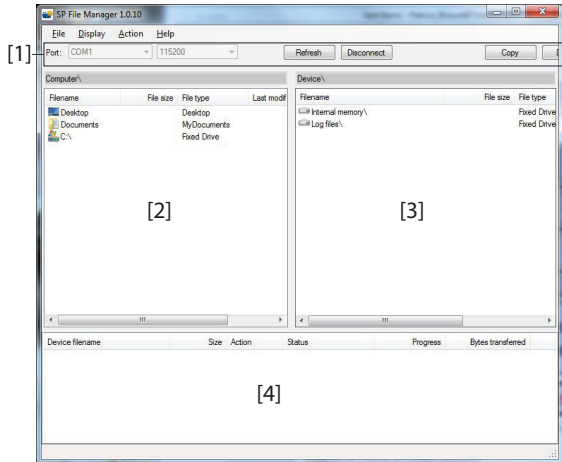 SP File Manager 1.0.10
File Display Action Help
[1]
Port: COM1 115200 Refresh Disconnect Copy
Computer\ Device\
Filename File size File type Last modif
Filename File size File type
Desktop Desktop
Documents MyDocuments
C:\ Fixed Drive
Internal memory\ Fixed Drive
Log files\ Fixed Drive
[2]
[3]
Device filename Size Action Status Progress Bytes transferred
[4]